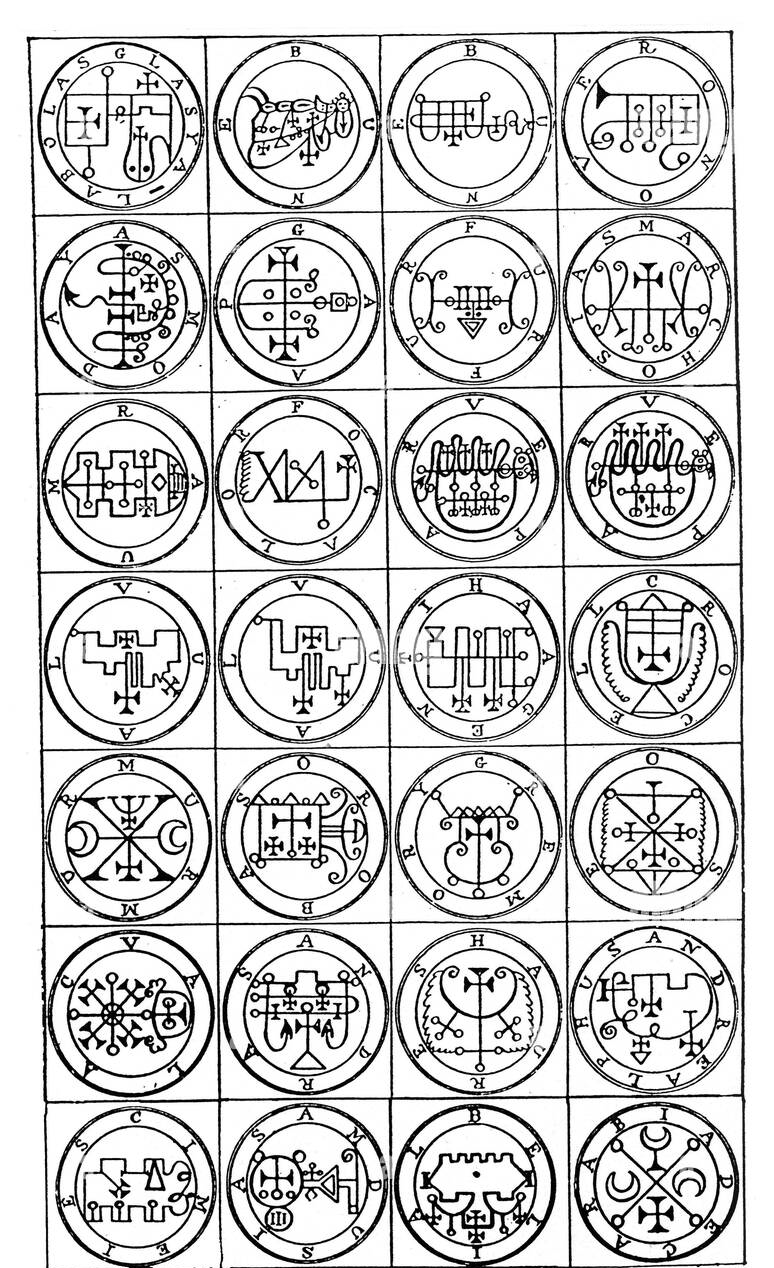 GLASYA-LABCLAS
BUNE
BUNE
RONOVE
ASMODAY
GAAP
FURFUR
MARCHOSIAS
RAUM
FOCALOR
VEPAR
VEPAR
VUAL
VUAL
HAAGENTI
CROCELL
MURMUR
OROBAS
GREMORY
OSE
VALAC
ANDRAS
HAURES
ANDREALPHUS
CIMEIES
AMDUSIAS
III
BELIAL
DECARABIA